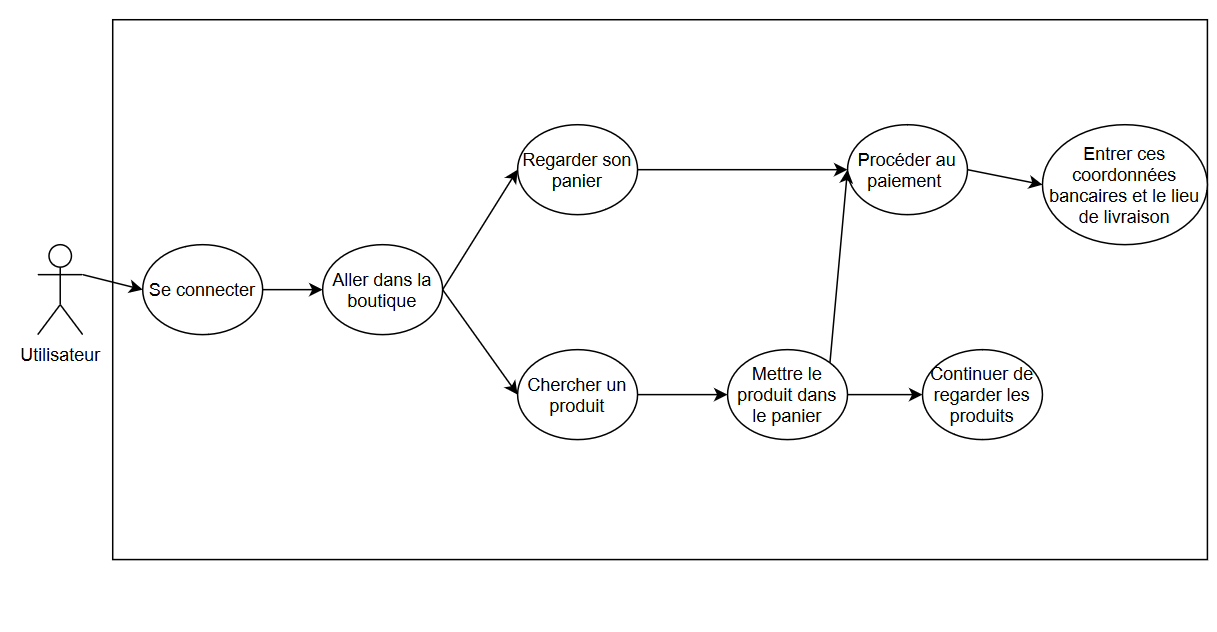 Utilisateur
Se connecter
Aller dans la
boutique
Regarder son
panier
Chercher un
produit
Procéder au
paiement
Mettre le
produit dans
le panier
Continuer de
regarder les
produits
Entrer ces
coordonnées
bancaires et le lieu
de livraison